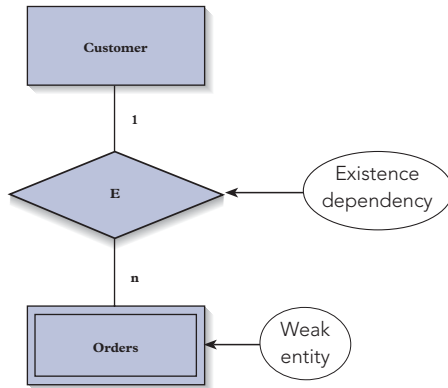 Customer
1
E
Existence
dependency
n
Orders
Weak
entity